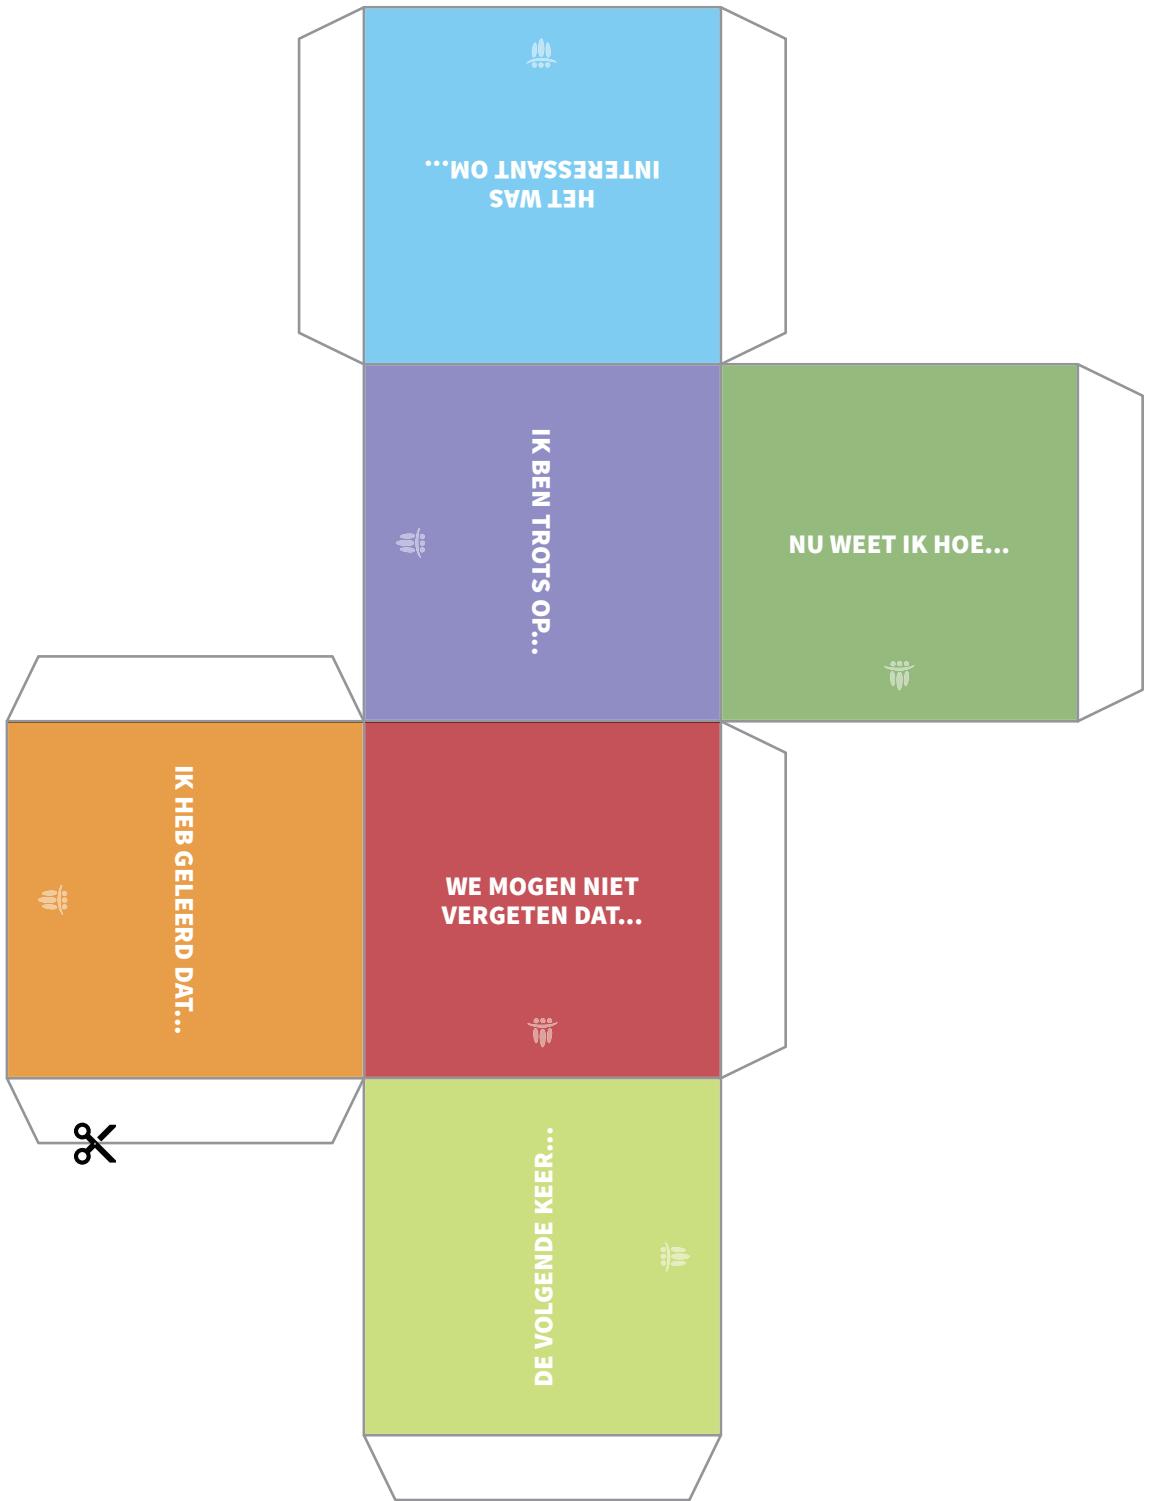 HET WAS
INTERESSANT OM...
IK BEN TROTS OP...
NU WEET IK HOE...
IK HEB GELEERD DAT...
WE MOGEN NIET
VERGETEN DAT...
DE VOLGENDE KEER...